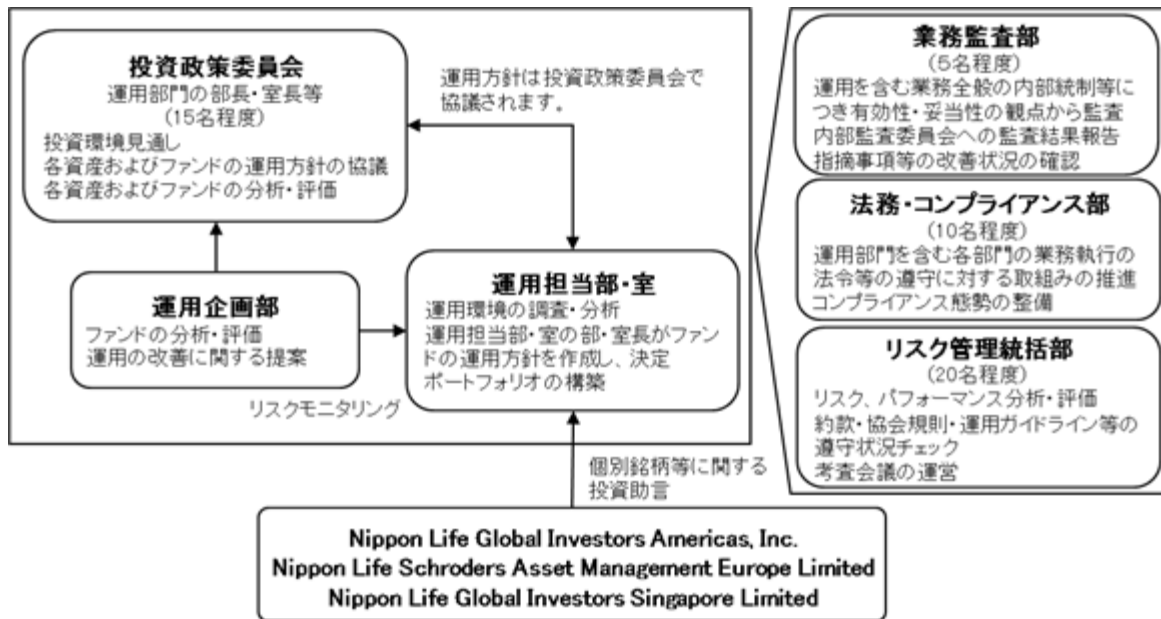 投資政策委員会
運用部門の部長・室長等
(15名程度)
投資環境見通し
各資産およびファンドの運用方針の協議
各資産およびファンドの分析・評価
運用方針は投資政策委員会で
協議されます。
運用企画部
ファンドの分析・評価
運用の改善に関する提案
リスクモニタリング
運用担当部・室
運用環境の調査・分析
運用担当部・室の部・室長がファン
ドの運用方針を作成し、決定
ポートフォリオの構築
個別銘柄等に関する
投資助言
Nippon Life Global Investors Americas, Inc.
Nippon Life Schroders Asset Management Europe Limited
Nippon Life Global Investors Singapore Limited
業務監査部
(5名程度)
運用を含む業務全般の内部統制等に
つき有効性・妥当性の観点から監査
内部監査委員会への監査結果報告
指摘事項等の改善状況の確認
法務・コンプライアンス部
(10名程度)
運用部門を含む各部門の業務執行の
法令等の遵守に対する取組みの推進
コンプライアンス態勢の整備
リスク管理統括部
(20名程度)
リスク、パフォーマンス分析・評価
約款・協会規則・運用ガイドライン等の
遵守状況チェック
考査会議の運営